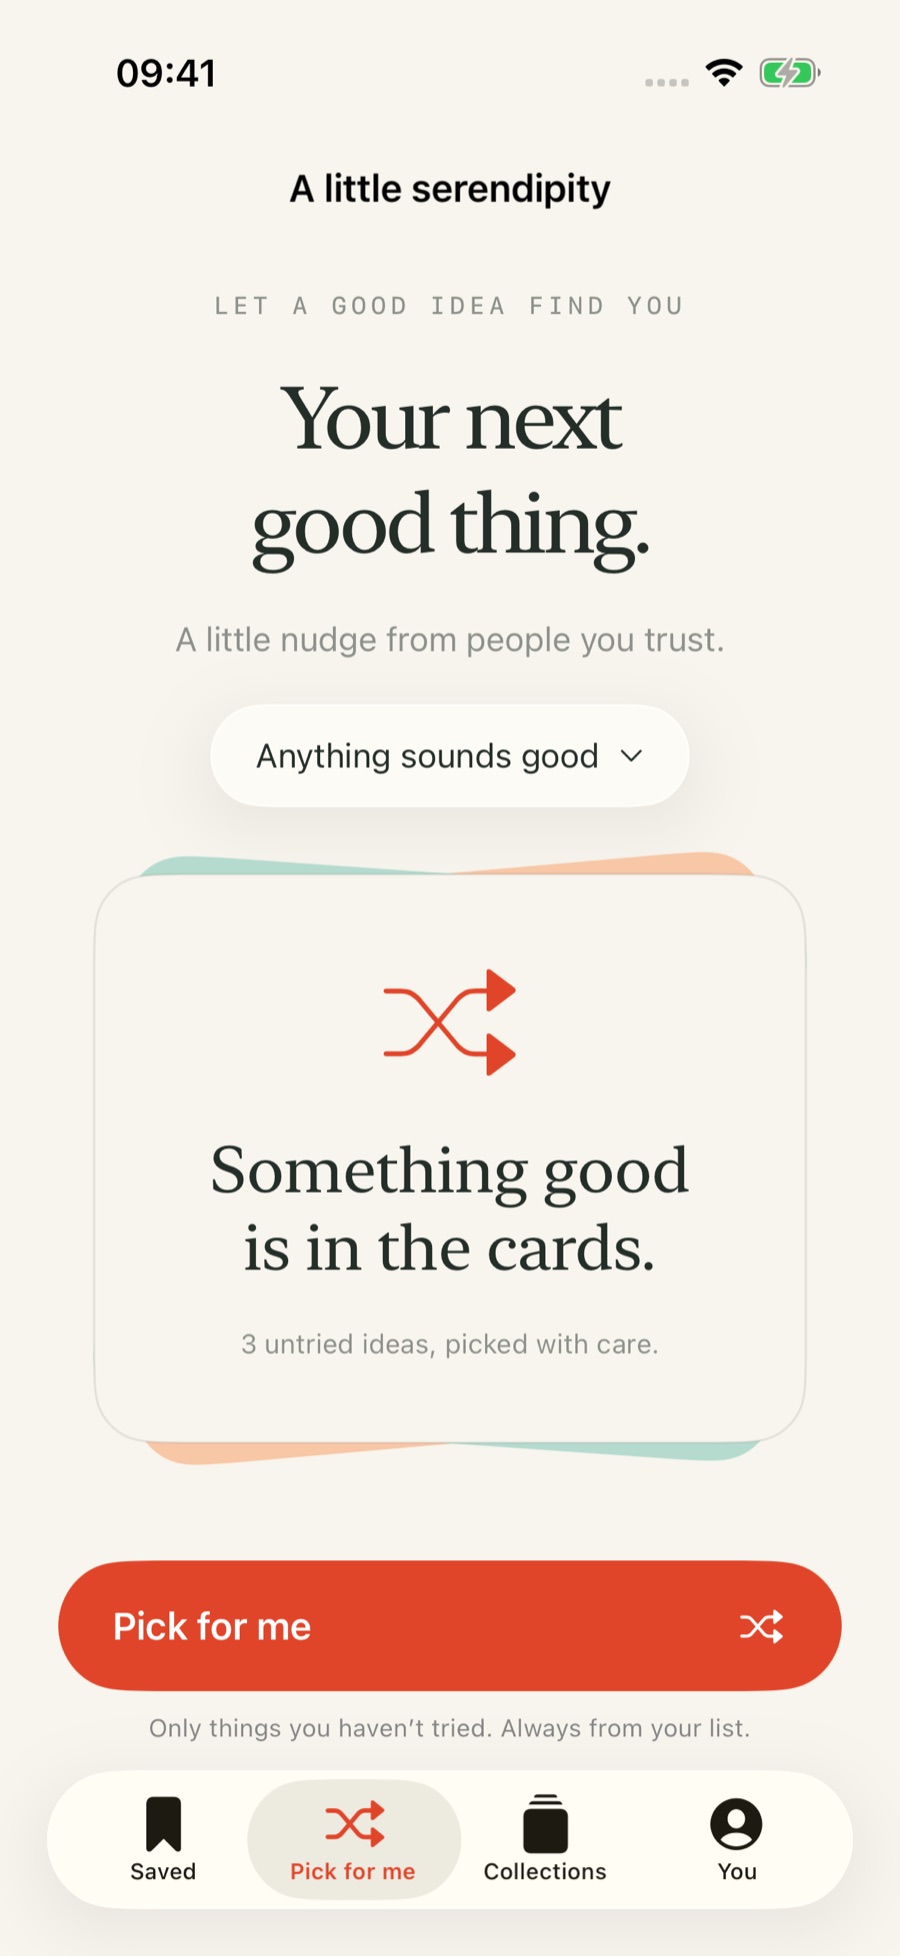 09:41
A little serendipity
LET A GOOD IDEA FIND YOU
Your next
good thing.
A little nudge from people you trust.
Anything sounds good
Something good
is in the cards.
3 untried ideas, picked with care.
Pick for me
Only things you haven’t tried. Always from your list.
Saved
Pick for me
Collections
You